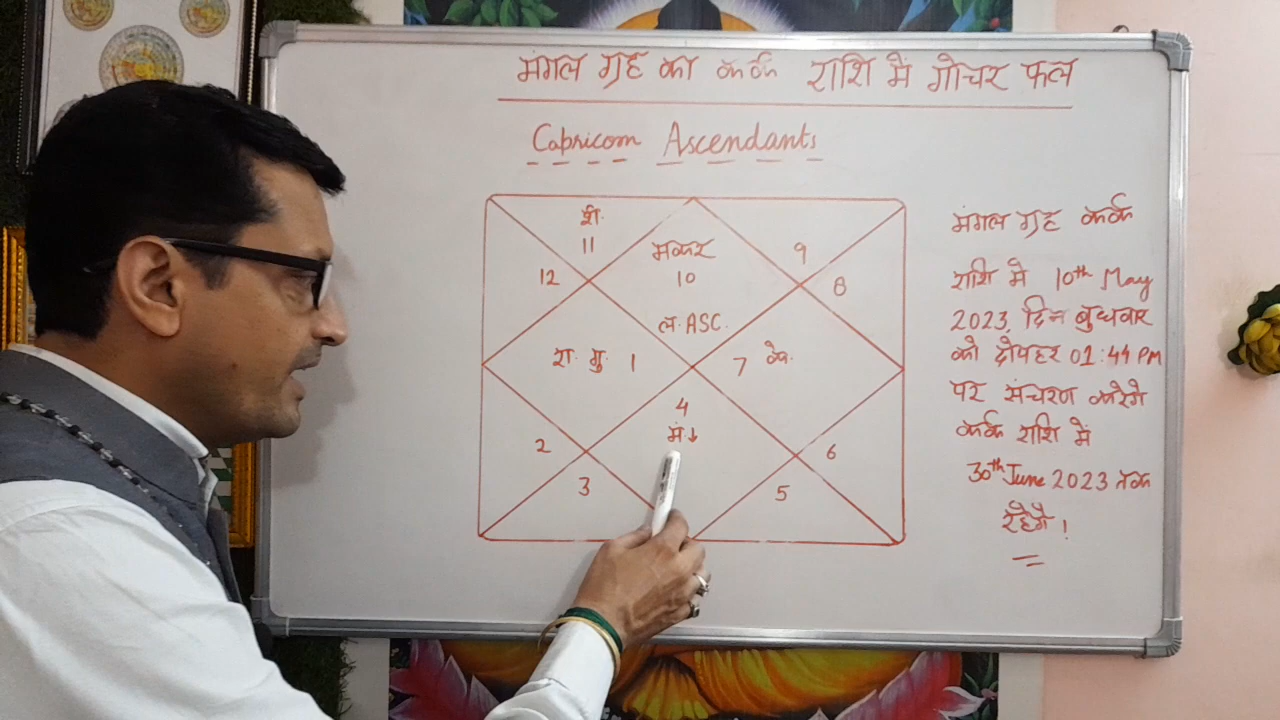 मंगल ग्रह का कर्क राशि में गोचर फल
Capricorn Ascendants
श.
11
मकर
10
ल. ASC.
9
12
8
रा. गु. 1
7 के.
4
मं↓
2
3
6
5
मंगल ग्रह कर्क
राशि में 10th May
2023, दिन बुधवार
को दोपहर 01:44 PM
पर संचरण करेंगे
कर्क राशि में
30th June 2023 तक
रहेंगे।